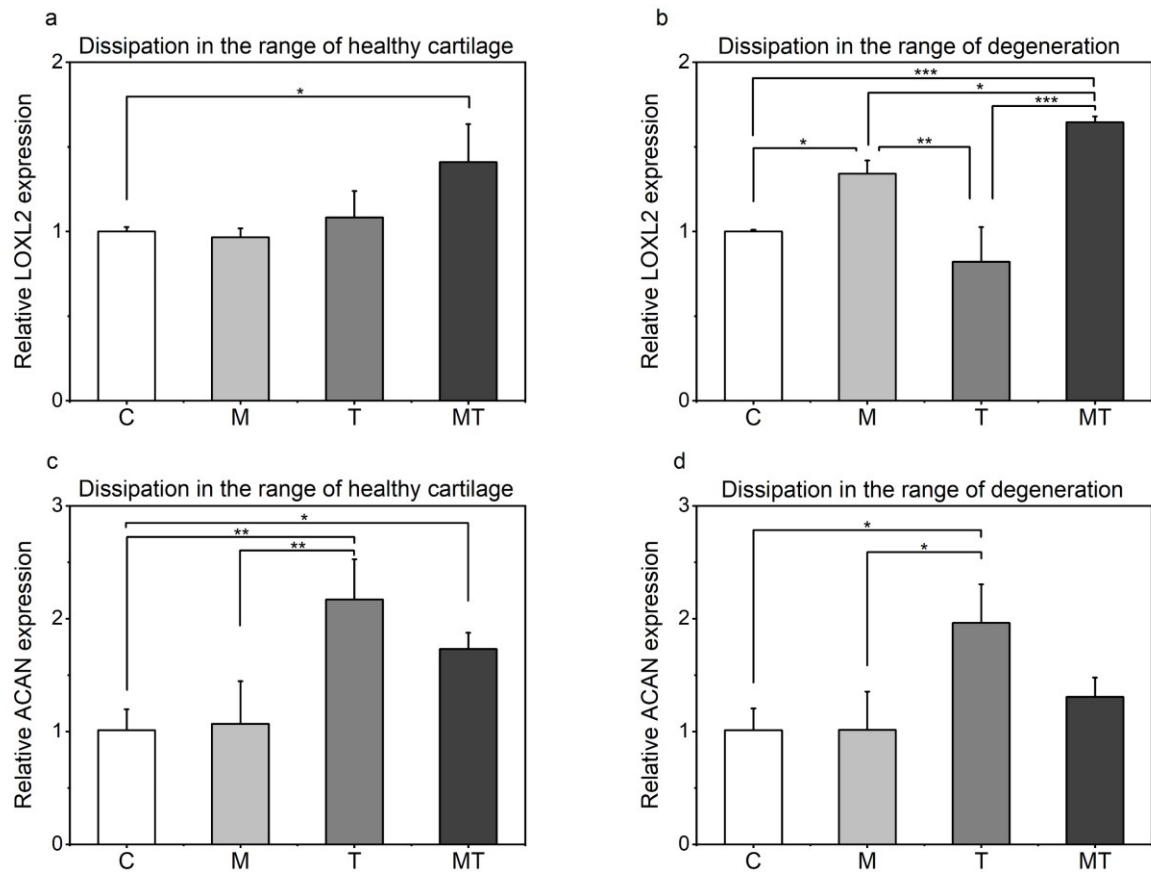 a
Dissipation in the range of healthy cartilage
Relative LOXL2 expression
2
1
0
*
C M T MT
b
Dissipation in the range of degeneration
Relative LOXL2 expression
2
1
0
***
*
***
*
**
C M T MT
c
Dissipation in the range of healthy cartilage
Relative ACAN expression
3
2
1
0
*
**
**
C M T MT
d
Dissipation in the range of degeneration
Relative ACAN expression
3
2
1
0
*
*
C M T MT